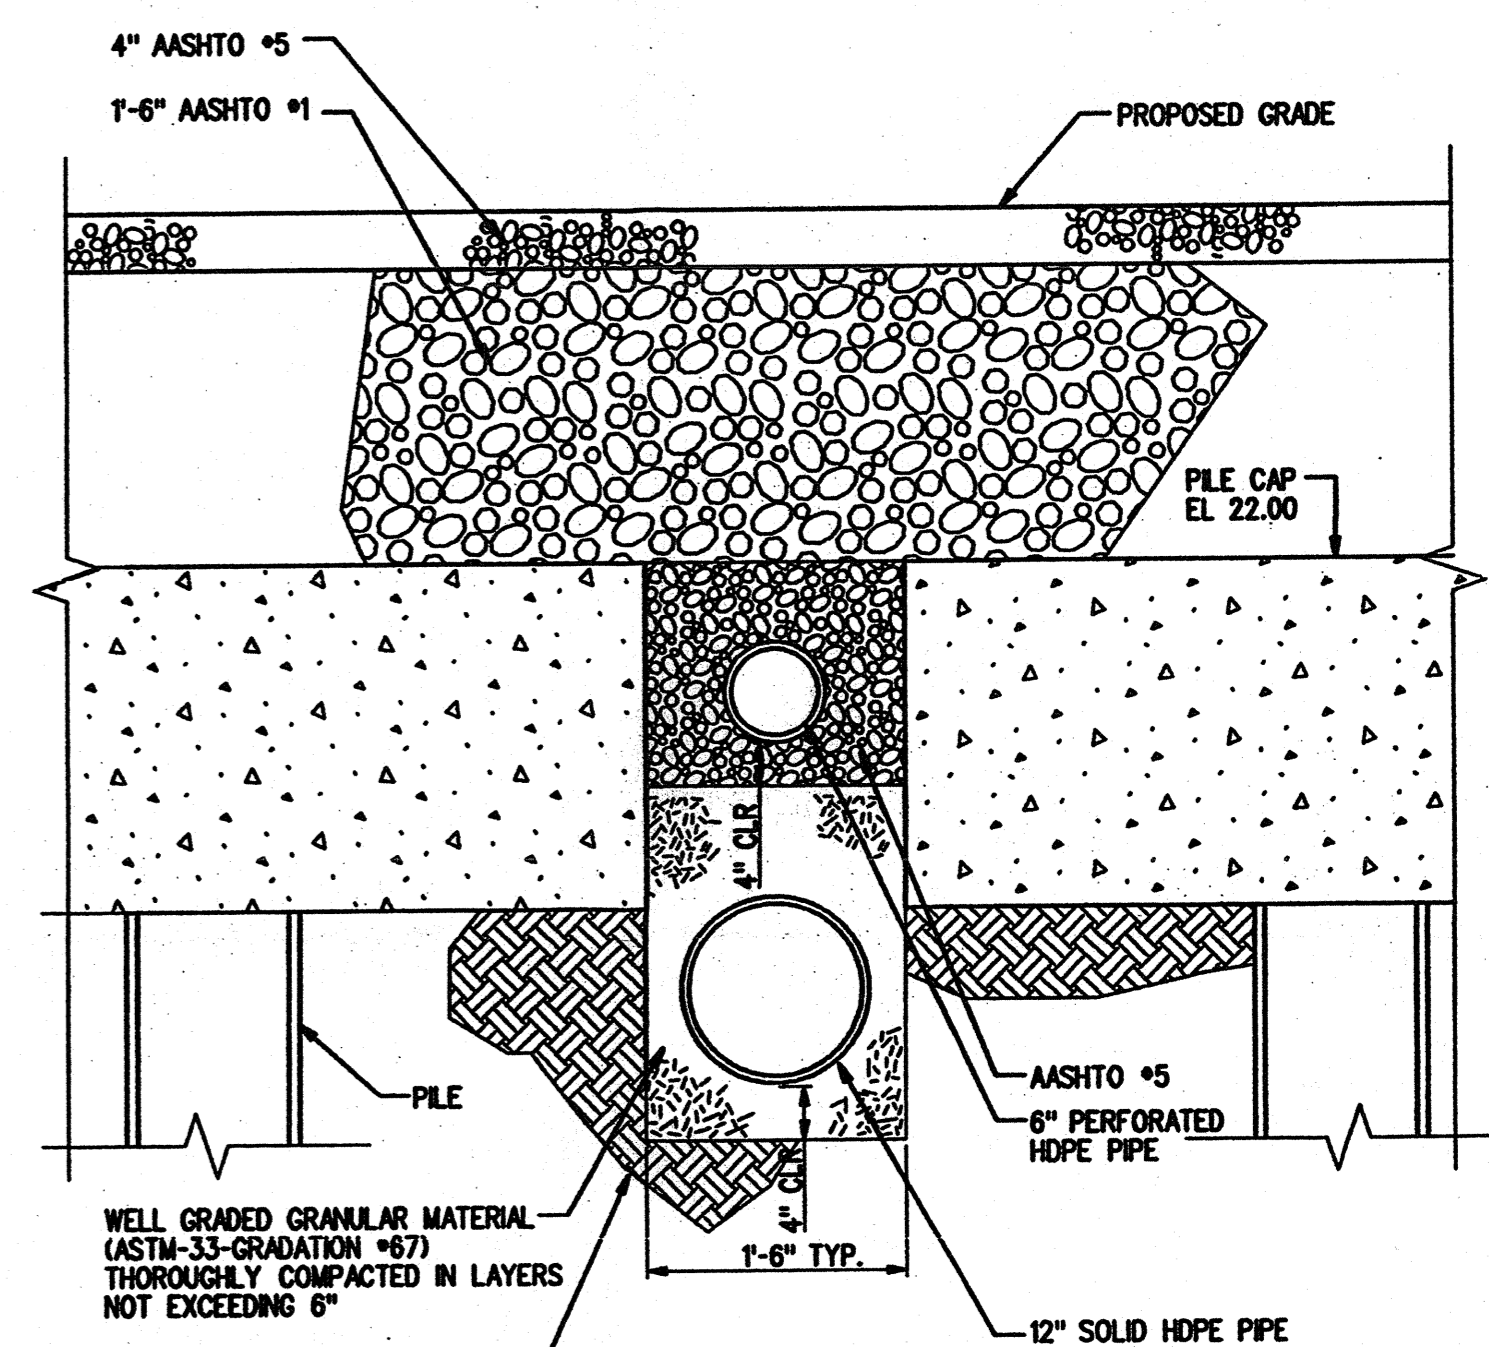 4" AASHTO #5
1'-6" AASHTO #1
PROPOSED GRADE
PILE CAP
EL 22.00
4" CLR
AASHTO #5
6" PERFORATED
HDPE PIPE
PILE
4" CLR
WELL GRADED GRANULAR MATERIAL
(ASTM-33-GRADATION #67)
THOROUGHLY COMPACTED IN LAYERS
NOT EXCEEDING 6"
1'-6" TYP.
12" SOLID HDPE PIPE